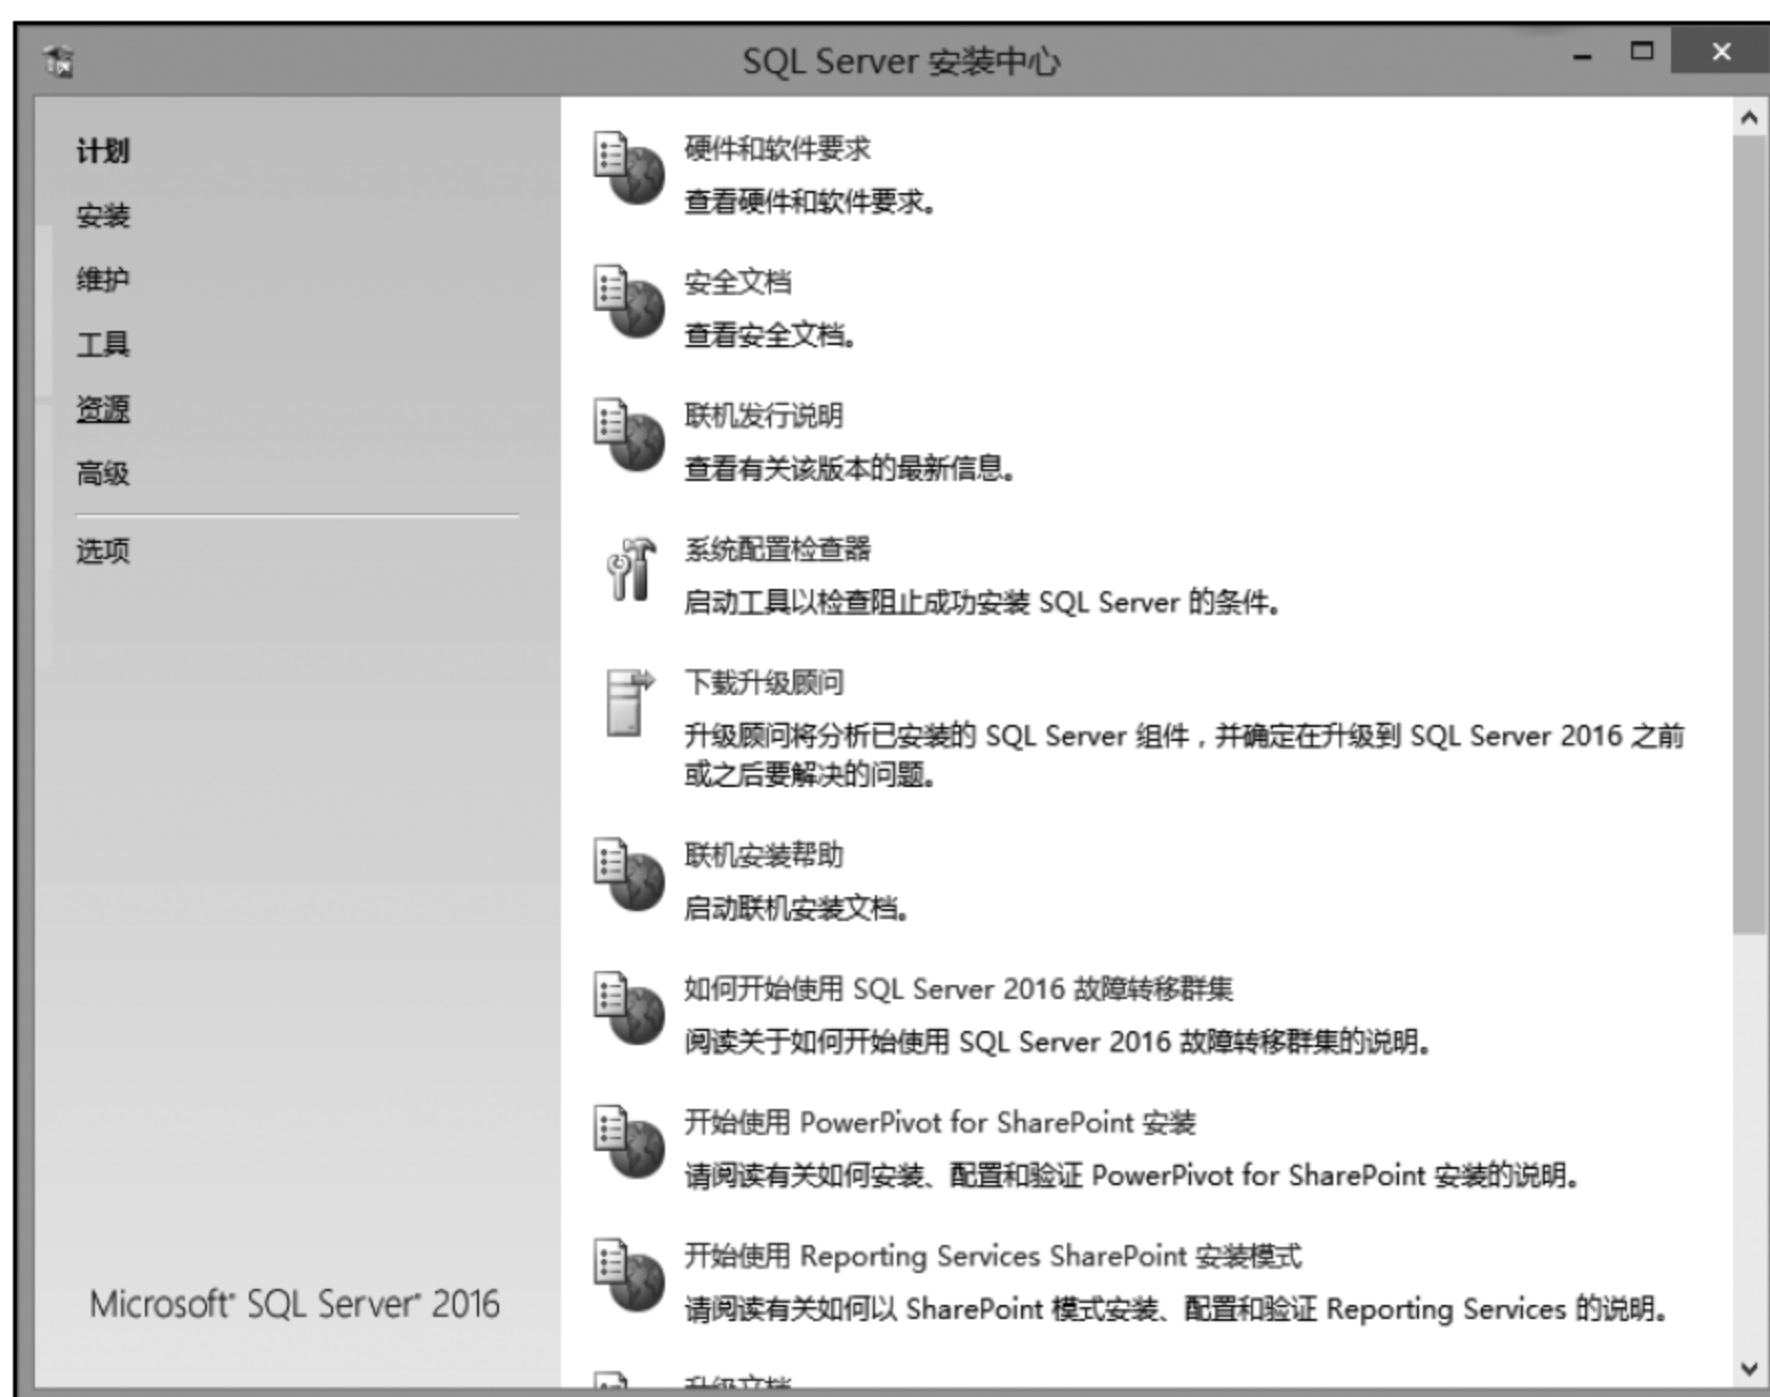 SQL Server 安装中心
计划
安装
维护
工具
资源
高级
选项
Microsoft® SQL Server® 2016
硬件和软件要求
查看硬件和软件要求。
安全文档
查看安全文档。
联机发行说明
查看有关该版本的最新信息。
系统配置检查器
启动工具以检查阻止成功安装 SQL Server 的条件。
下载升级顾问
升级顾问将分析已安装的 SQL Server 组件，并确定在升级到 SQL Server 2016 之前
或之后要解决的问题。
联机安装帮助
启动联机安装文档。
如何开始使用 SQL Server 2016 故障转移群集
阅读关于如何开始使用 SQL Server 2016 故障转移群集的说明。
开始使用 PowerPivot for SharePoint 安装
请阅读有关如何安装、配置和验证 PowerPivot for SharePoint 安装的说明。
开始使用 Reporting Services SharePoint 安装模式
请阅读有关如何以 SharePoint 模式安装、配置和验证 Reporting Services 的说明。
升级文档